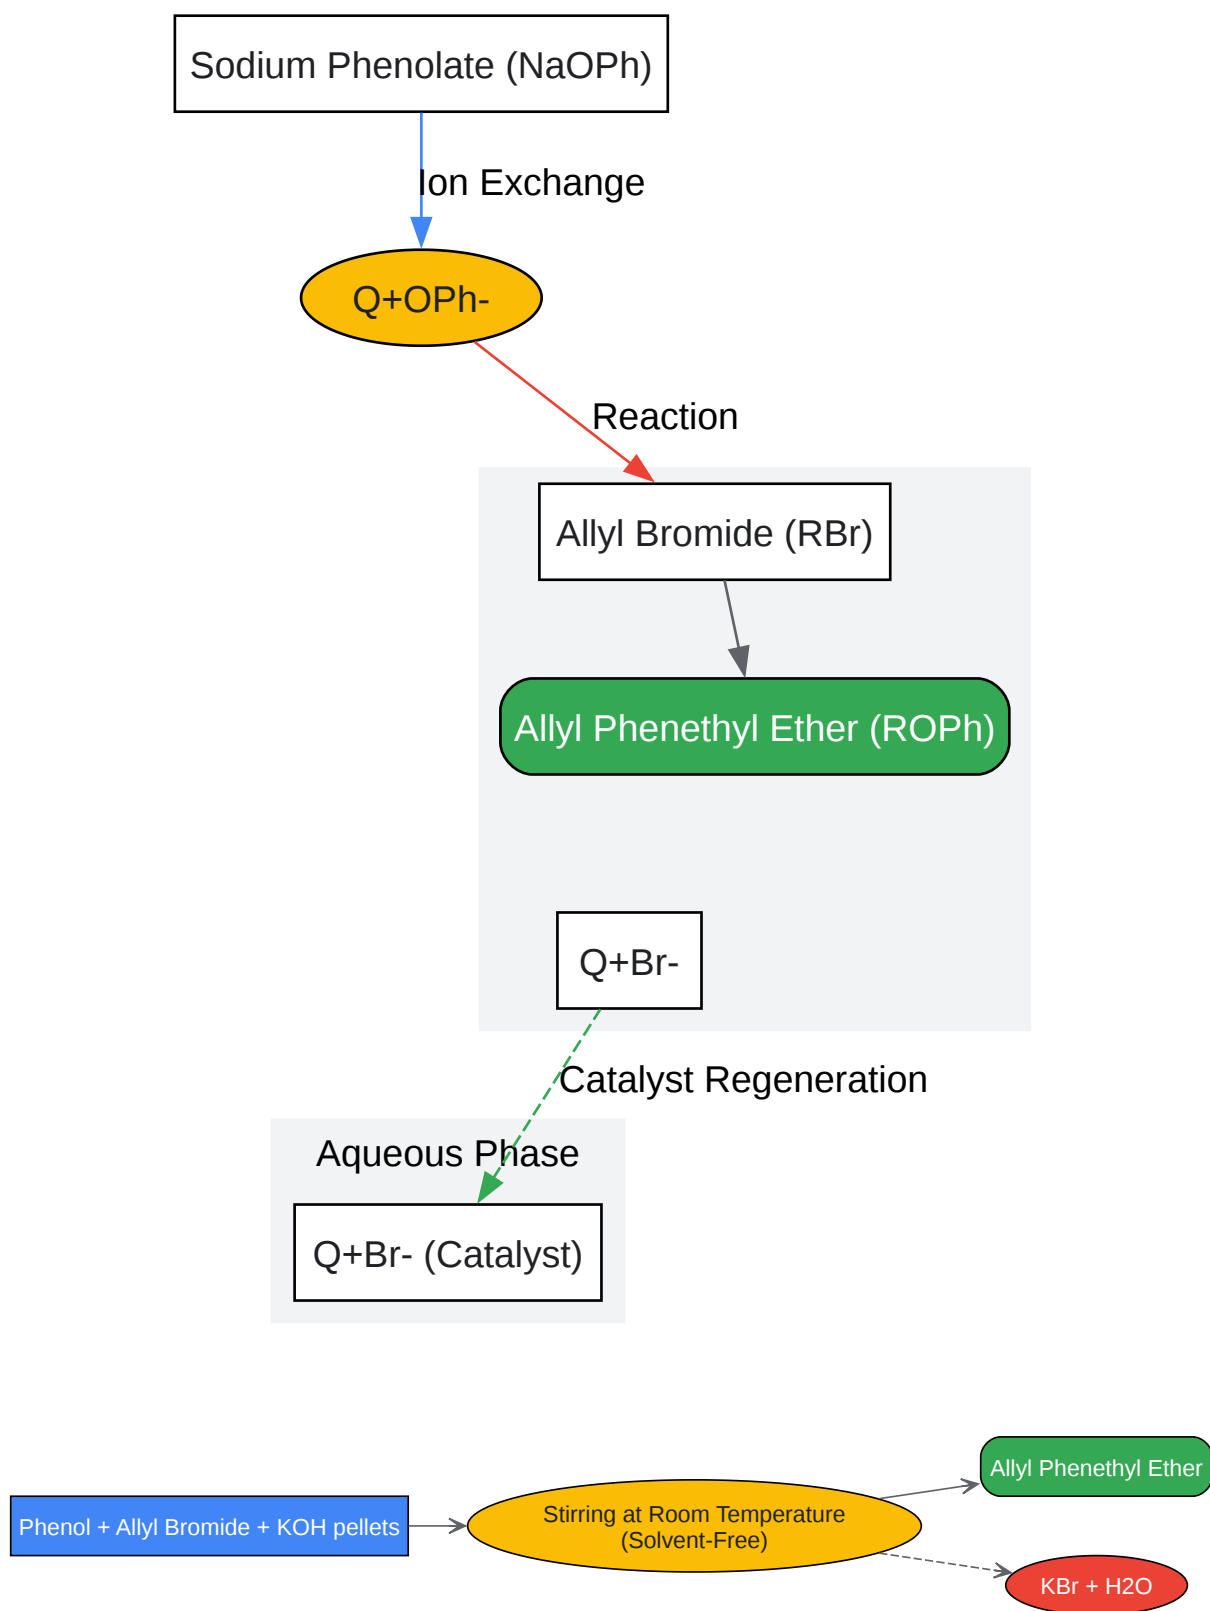 Sodium Phenolate (NaOPh)
Ion Exchange
Q+OPh-
Reaction
Allyl Bromide (RBr)
Allyl Phenethyl Ether (ROPh)
Q+Br-
Catalyst Regeneration
Aqueous Phase
Q+Br- (Catalyst)
Phenol + Allyl Bromide + KOH pellets
Stirring at Room Temperature
(Solvent-Free)
Allyl Phenethyl Ether
KBr + H2O